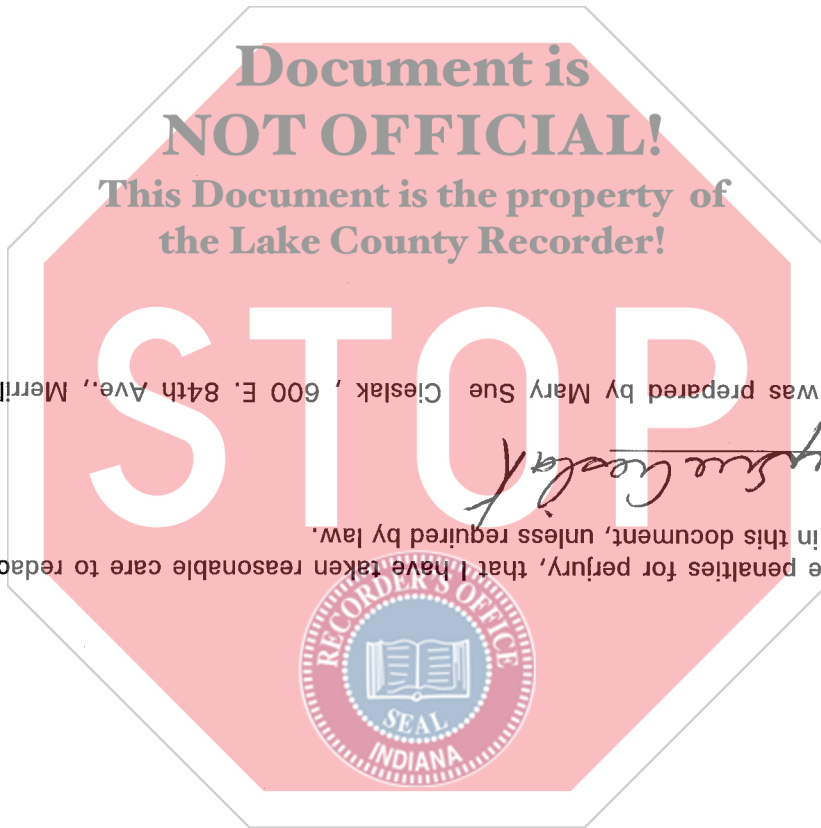 Document is
NOT OFFICIAL!
This Document is the property of
the Lake County Recorder!
STOP
RECORDER'S OFFICE
SEAL
INDIANA
penalties for perjury, that I have taken reasonable care to
in this document, unless required by law.
Sue Cieslak
was prepared by Mary Sue Cieslak , 600 E. 84th Ave.,